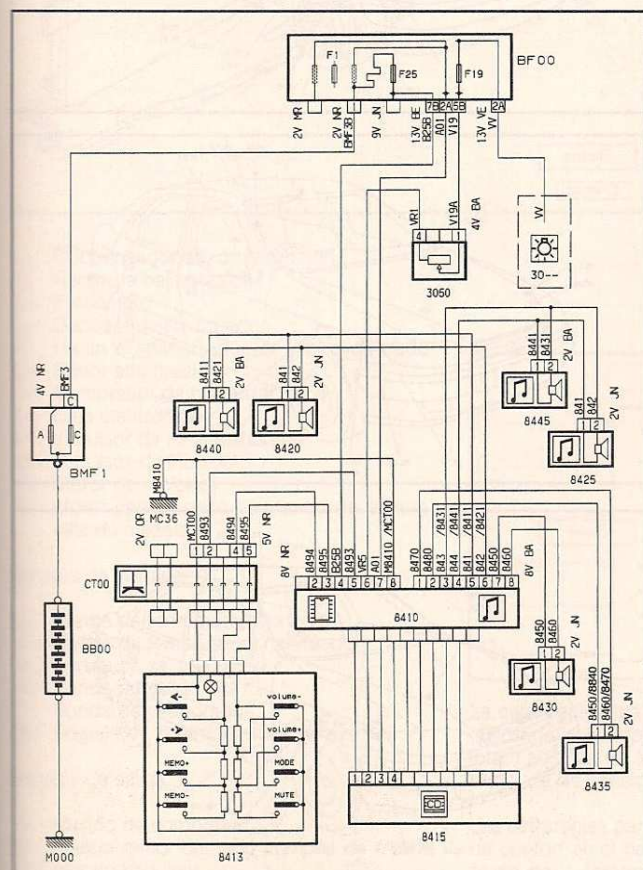 BF00
F1
F25
F19
7B 2A 5B
2A
2V MR
2V NR
BMF3B
9V JN
13V BE
B25B
A01
V19
13V VE
VV
VR1
V19A
4V BA
4 1
3050
VV
30--
4V NR
BMF3
C
A C
BMF1
8411
8421
2V BA
1 2
8440
841
842
2V JN
1 2
8420
8441
8431
2V BA
1 2
8445
841
842
2V JN
1 2
8425
M8410
MC36
2V OR
MCT00
8493
8494
8495
5V NR
1 2 4 5
CT00
8V NR
8494
8495
B25B
8493
VR5
A01
M8410 /MCT00
2 3 4 5 6 7 8
8470
8480
843 /8431
844 /8441
841 /8411
842 /8421
8450
8460
8V BA
1 2 3 4 5 6 7 8
8410
BB00
8450
8460
2V JN
1 2
8430
8450/8840
8460/8470
2V JN
1 2
8435
volume-
volume+
MEMO+
MODE
MEMO-
MUTE
8413
1 2 3 4
CD
8415
M000